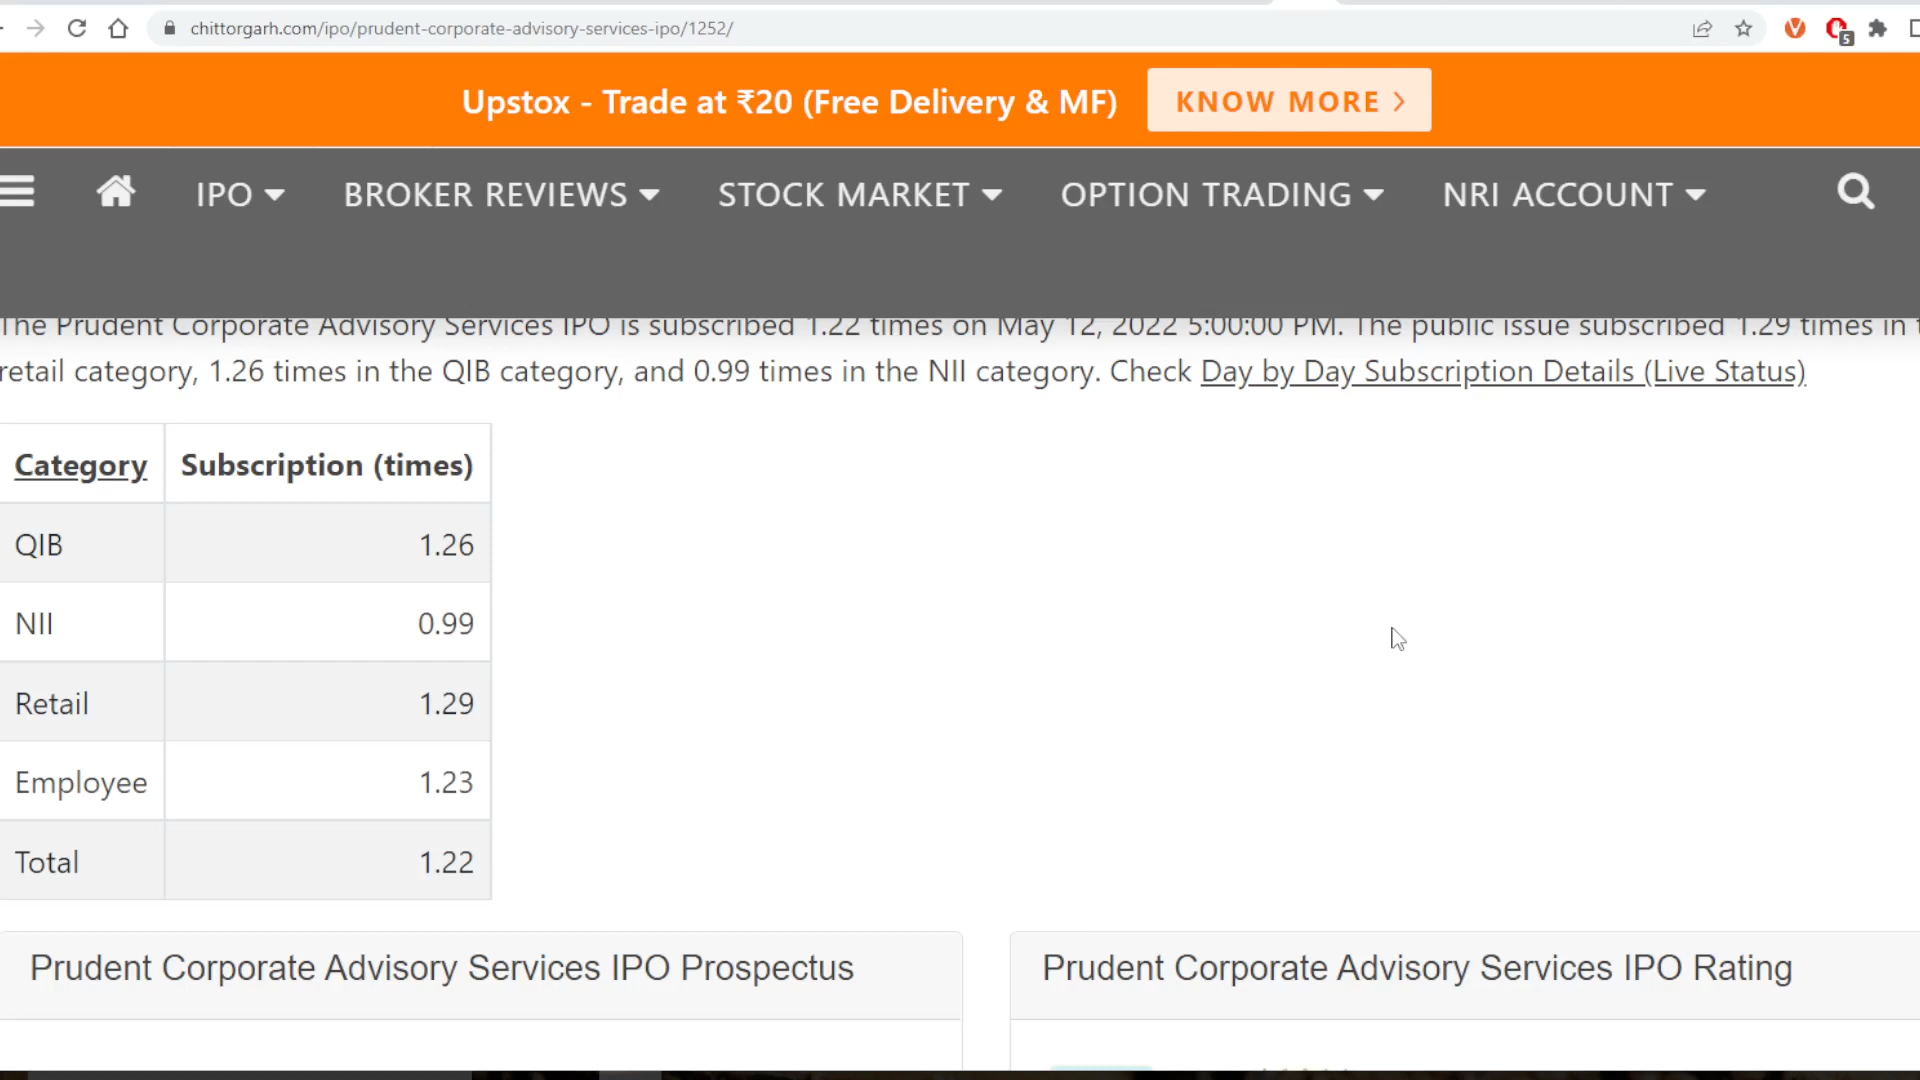 chittorgarh.com/ipo/prudent-corporate-advisory-services-ipo/1252/
5
Upstox - Trade at ₹20 (Free Delivery & MF) KNOW MORE >
IPO BROKER REVIEWS STOCK MARKET OPTION TRADING NRI ACCOUNT
The Prudent Corporate Advisory Services IPO is subscribed 1.22 times on May 12, 2022 5:00:00 PM. The public issue subscribed 1.29 times in
retail category, 1.26 times in the QIB category, and 0.99 times in the NII category. Check Day by Day Subscription Details (Live Status)
Category Subscription (times)
QIB 1.26
NII 0.99
Retail 1.29
Employee 1.23
Total 1.22
Prudent Corporate Advisory Services IPO Prospectus
Prudent Corporate Advisory Services IPO Rating